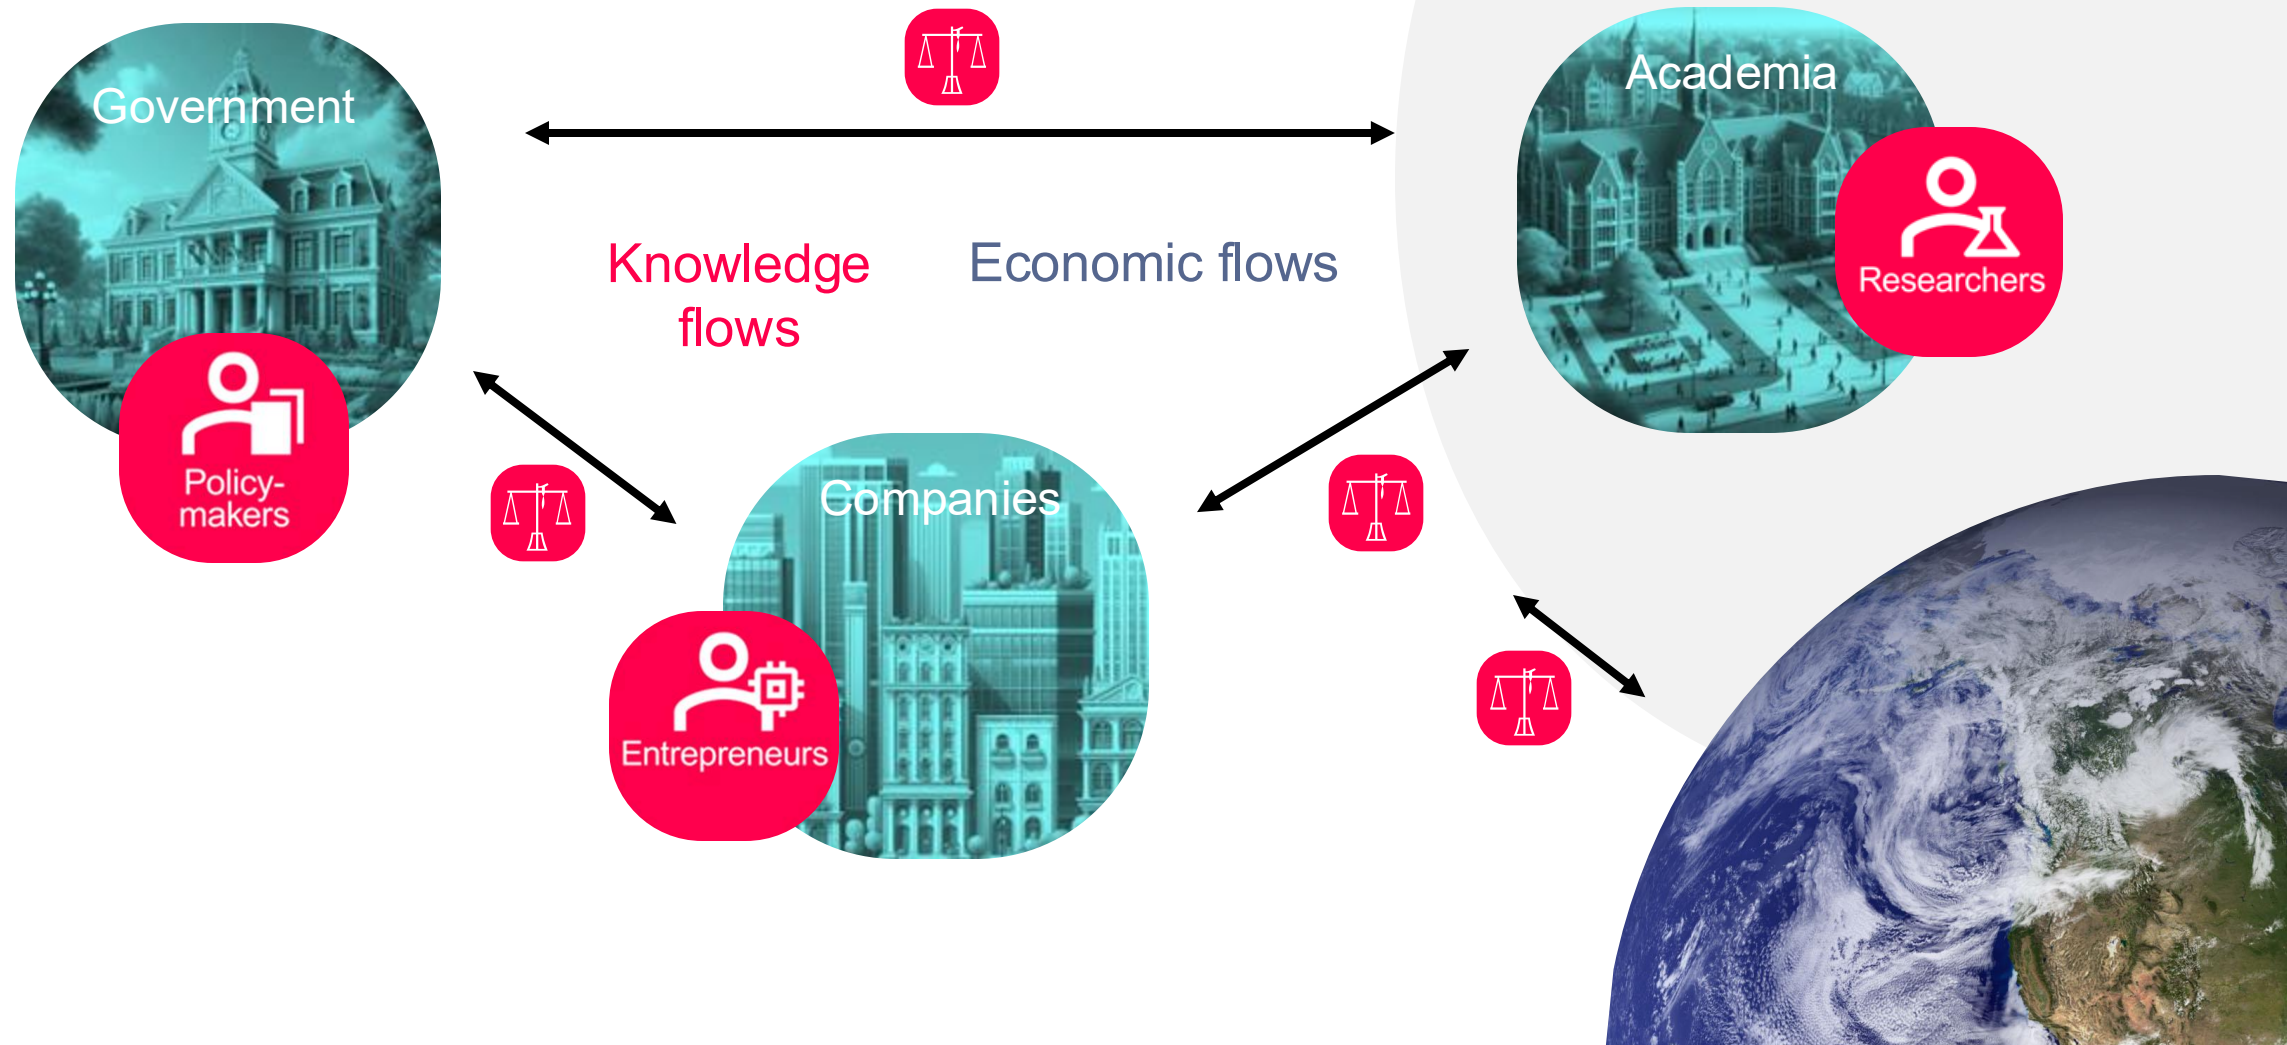 Government
Academia
Knowledge
flows
Economic flows
Researchers
Policy-
makers
Companies
Entrepreneurs